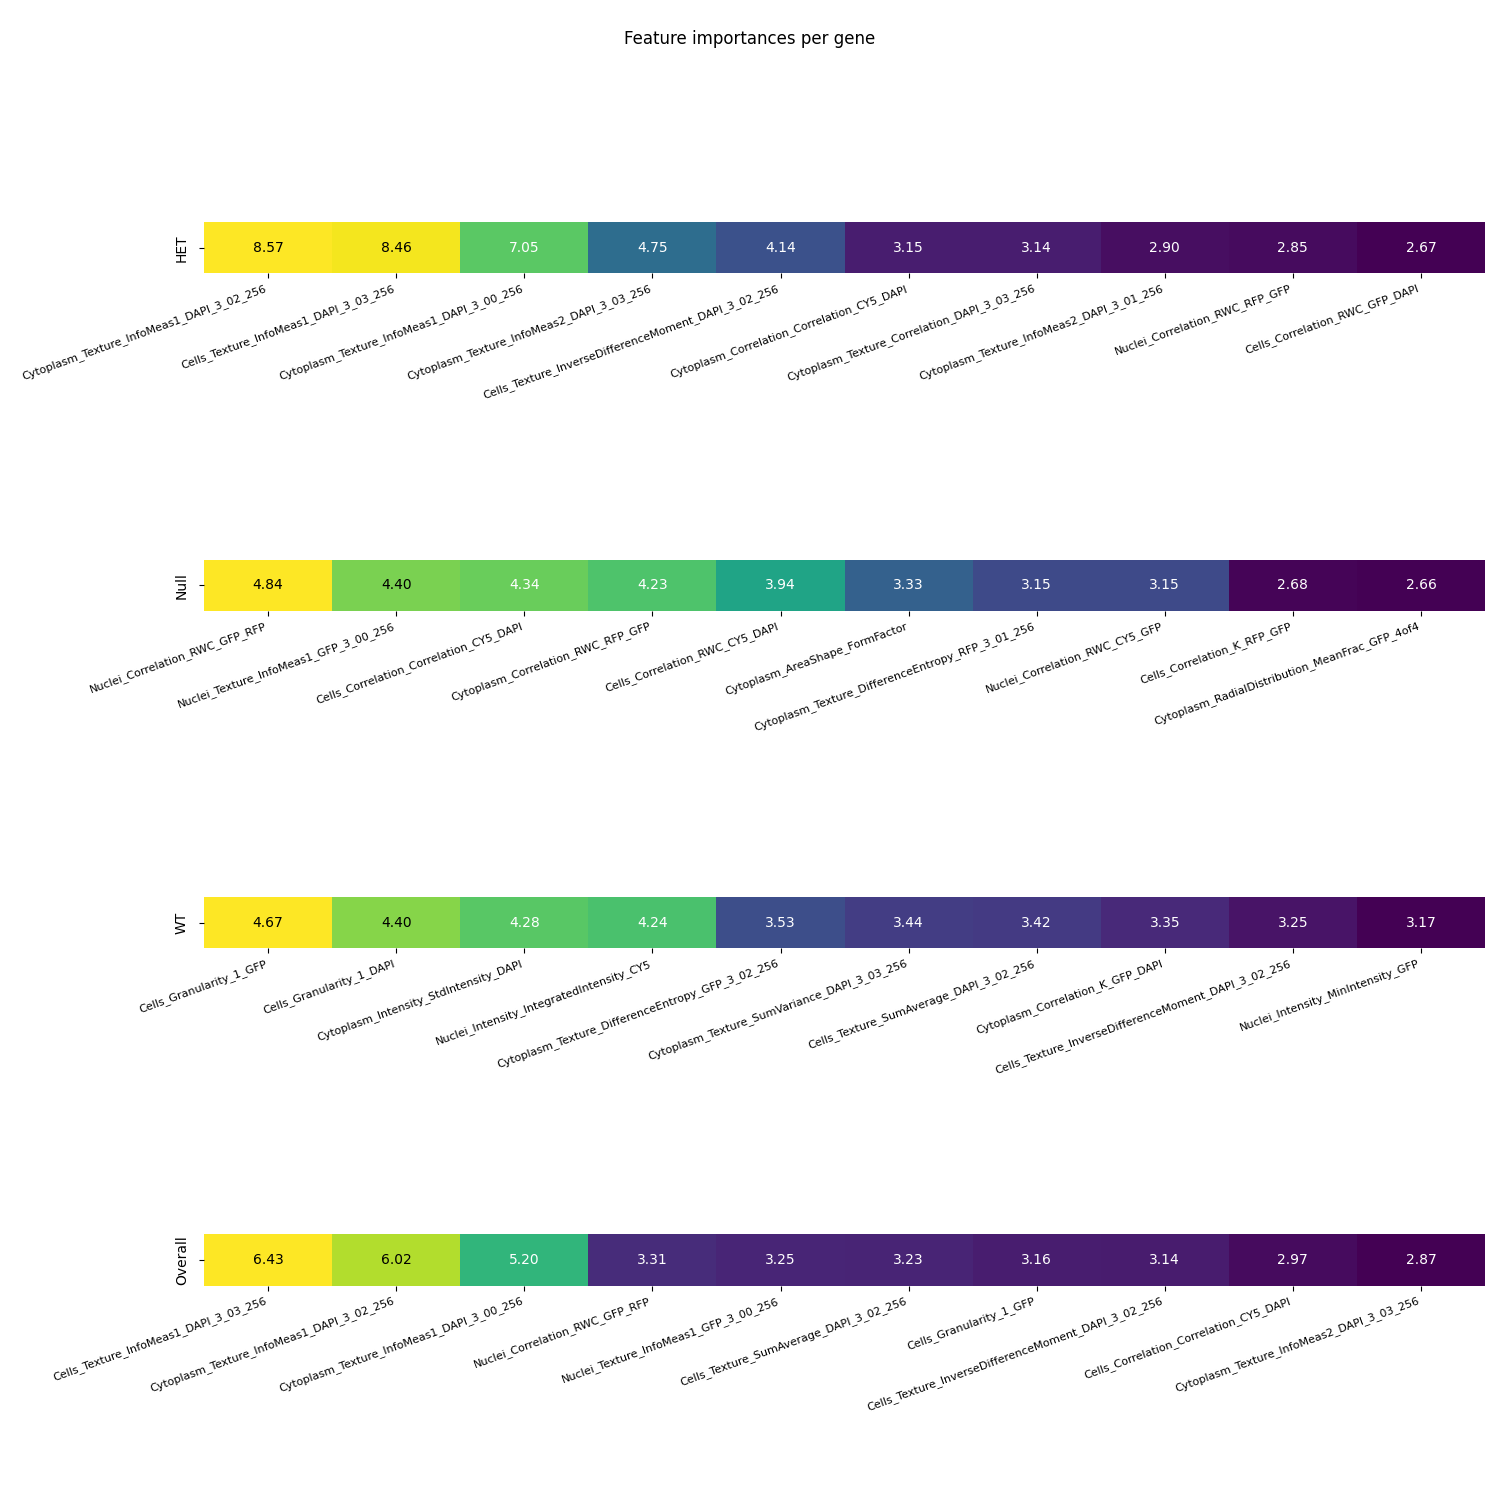 Feature importances per gene
HET
8.57 8.46 7.05 4.75 4.14 3.15 3.14 2.90 2.85 2.67
Cytoplasm_Texture_InfoMeas1_DAPI_3_02_256
Cells_Texture_InfoMeas1_DAPI_3_03_256
Cytoplasm_Texture_InfoMeas1_DAPI_3_00_256
Cytoplasm_Texture_InfoMeas2_DAPI_3_03_256
Cells_Texture_InverseDifferenceMoment_DAPI_3_02_256
Cytoplasm_Correlation_Correlation_CY5_DAPI
Cytoplasm_Texture_Correlation_DAPI_3_03_256
Cytoplasm_Texture_InfoMeas2_DAPI_3_01_256
Nuclei_Correlation_RWC_RFP_GFP
Cells_Correlation_RWC_GFP_DAPI
Null
4.84 4.40 4.34 4.23 3.94 3.33 3.15 3.15 2.68 2.66
Nuclei_Correlation_RWC_GFP_RFP
Nuclei_Texture_InfoMeas1_GFP_3_00_256
Cells_Correlation_Correlation_CY5_DAPI
Cytoplasm_Correlation_RWC_RFP_GFP
Cells_Correlation_RWC_CY5_DAPI
Cytoplasm_AreaShape_FormFactor
Cytoplasm_Texture_DifferenceEntropy_RFP_3_01_256
Nuclei_Correlation_RWC_CY5_GFP
Cells_Correlation_K_RFP_GFP
Cytoplasm_RadialDistribution_MeanFrac_GFP_4of4
WT
4.67 4.40 4.28 4.24 3.53 3.44 3.42 3.35 3.25 3.17
Cells_Granularity_1_GFP
Cells_Granularity_1_DAPI
Cytoplasm_Intensity_StdIntensity_DAPI
Nuclei_Intensity_IntegratedIntensity_CY5
Cytoplasm_Texture_DifferenceEntropy_GFP_3_02_256
Cytoplasm_Texture_SumVariance_DAPI_3_03_256
Cells_Texture_SumAverage_DAPI_3_02_256
Cytoplasm_Correlation_K_GFP_DAPI
Cells_Texture_InverseDifferenceMoment_DAPI_3_02_256
Nuclei_Intensity_MinIntensity_GFP
Overall
6.43 6.02 5.20 3.31 3.25 3.23 3.16 3.14 2.97 2.87
Cells_Texture_InfoMeas1_DAPI_3_03_256
Cytoplasm_Texture_InfoMeas1_DAPI_3_02_256
Cytoplasm_Texture_InfoMeas1_DAPI_3_00_256
Nuclei_Correlation_RWC_GFP_RFP
Nuclei_Texture_InfoMeas1_GFP_3_00_256
Cells_Texture_SumAverage_DAPI_3_02_256
Cells_Granularity_1_GFP
Cells_Texture_InverseDifferenceMoment_DAPI_3_02_256
Cells_Correlation_Correlation_CY5_DAPI
Cytoplasm_Texture_InfoMeas2_DAPI_3_03_256